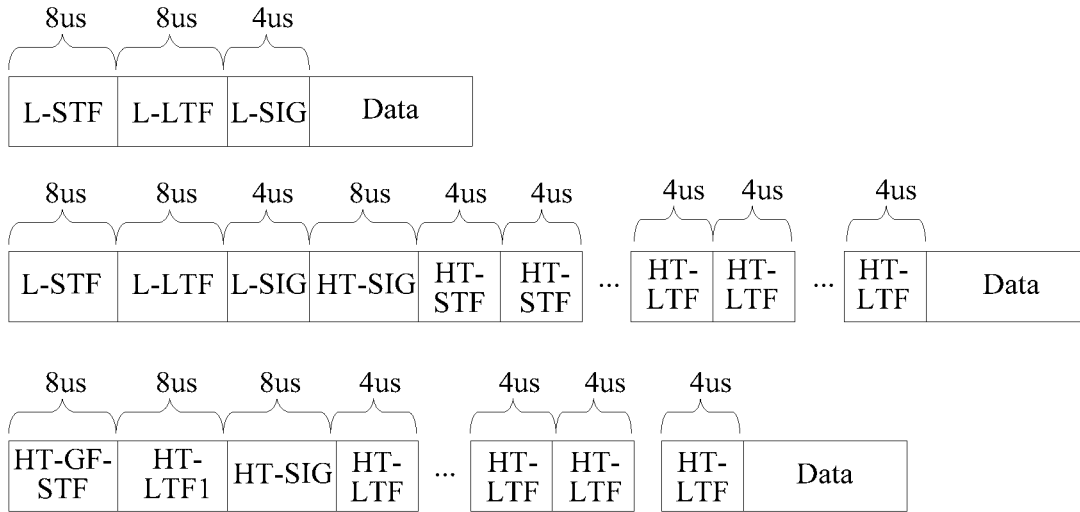 8us 8us 4us
L-STF L-LTF L-SIG Data
8us 8us 4us 8us 4us 4us 4us 4us 4us
L-STF L-LTF L-SIG HT-SIG HT-STF HT-STF ... HT-LTF HT-LTF ... HT-LTF Data
8us 8us 8us 4us 4us 4us 4us
HT-GF-STF HT-LTF1 HT-SIG HT-LTF ... HT-LTF HT-LTF HT-LTF Data